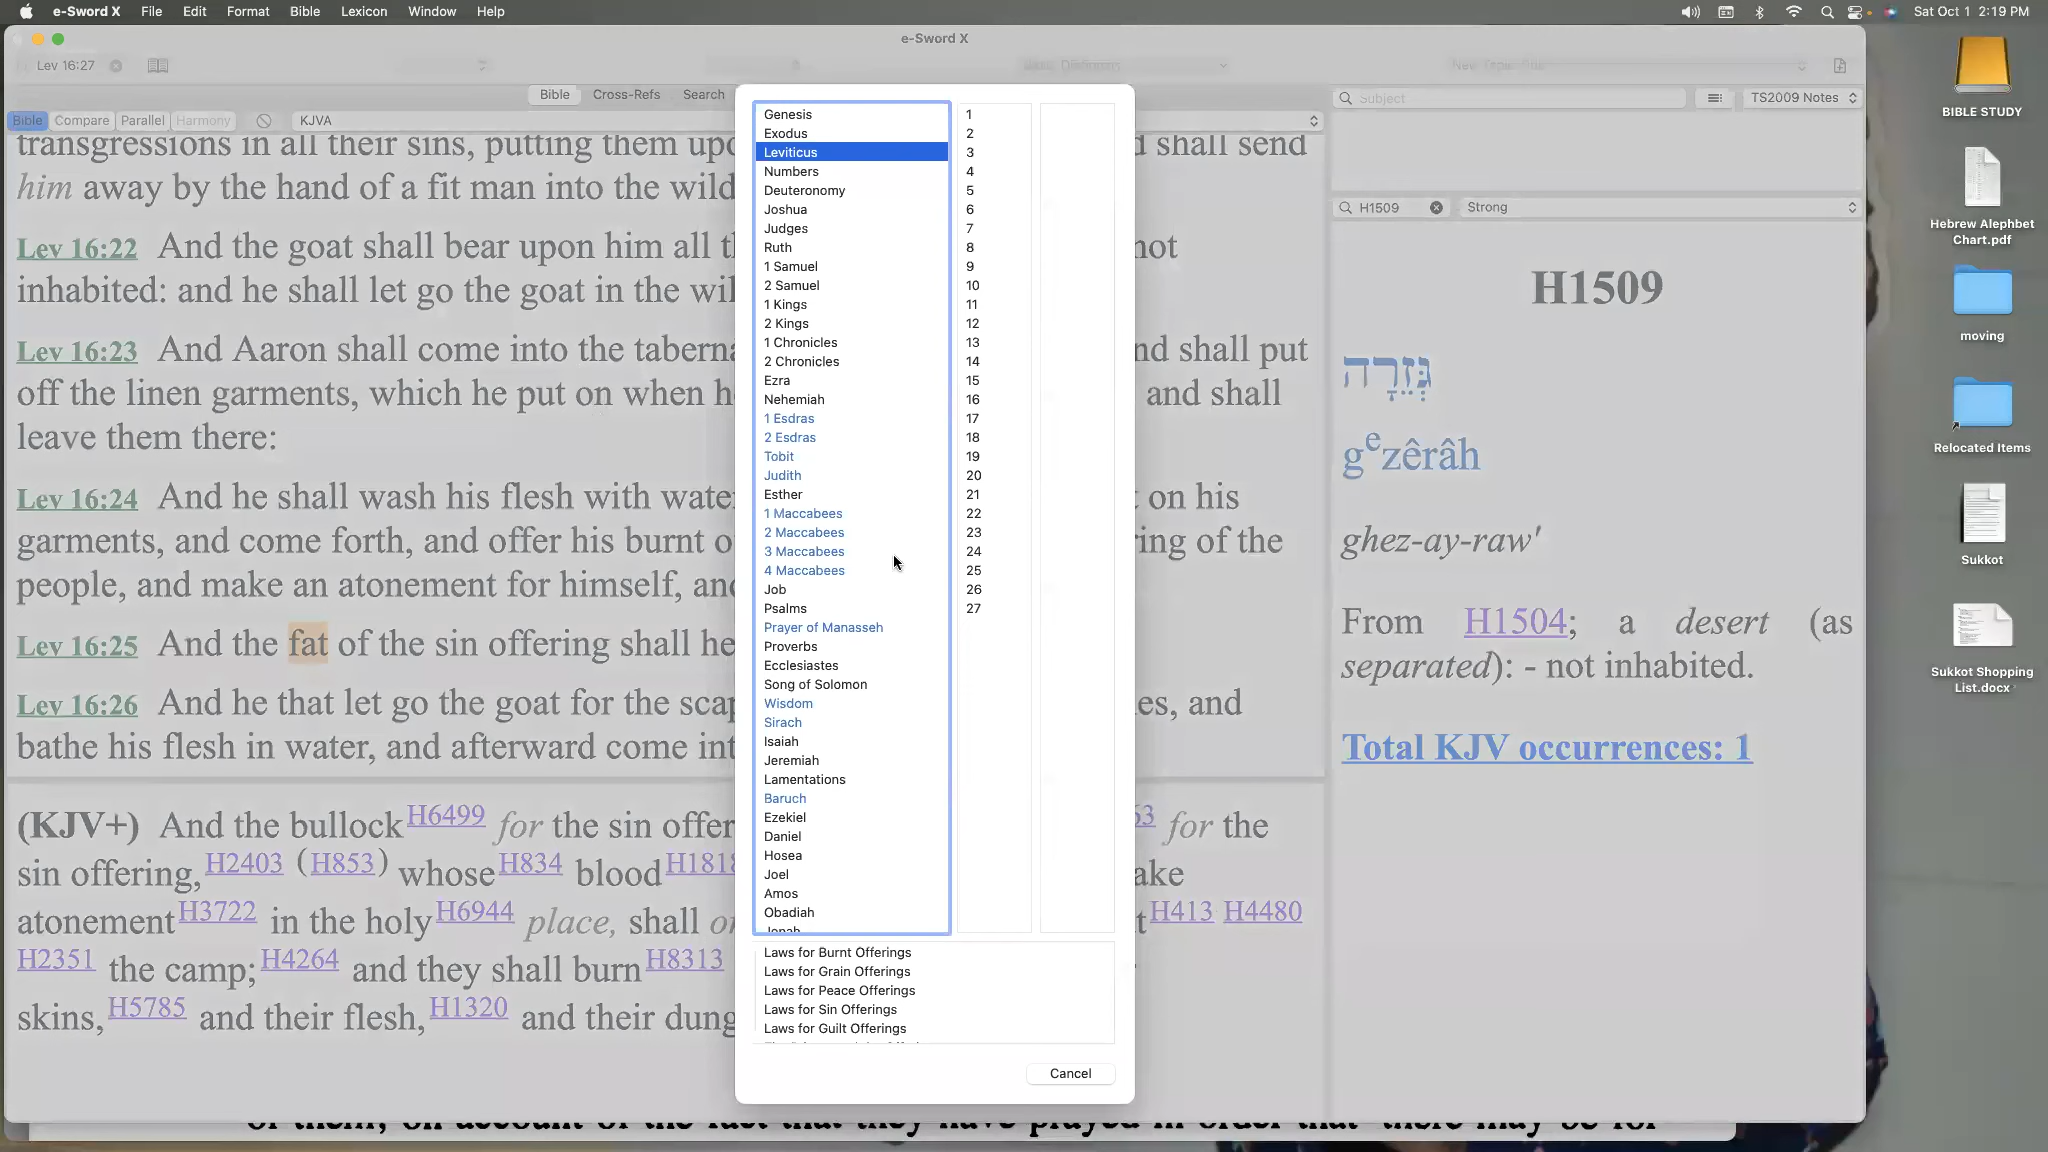 e-Sword X File Edit Format Bible Lexicon Window Help
Sat Oct 1 2:19 PM
e-Sword X
Lev 16:27
Bible Cross-Refs Search
Bible Compare Parallel Harmony KJVA
transgressions in all their sins, putting them
him away by the hand of a fit man into the
Lev 16:22 And the goat shall bear upon him all
inhabited: and he shall let go the goat in the
Lev 16:23 And Aaron shall come into the
off the linen garments, which he put on when
leave them there:
Lev 16:24 And he shall wash his flesh with
garments, and come forth, and offer his burnt
people, and make an atonement for himself,
Lev 16:25 And the fat of the sin offering shall
Lev 16:26 And he that let go the goat for the
bathe his flesh in water, and afterward come
(KJV+) And the bullock H6499 for the sin
sin offering, H2403 (H853) whose H834 blood
atonement H3722 in the holy H6944 place, shall
H2351 the camp; H4264 and they shall burn H8313
skins, H5785 and their flesh, H1320 and their
Genesis
Exodus
Leviticus
Numbers
Deuteronomy
Joshua
Judges
Ruth
1 Samuel
2 Samuel
1 Kings
2 Kings
1 Chronicles
2 Chronicles
Ezra
Nehemiah
1 Esdras
2 Esdras
Tobit
Judith
Esther
1 Maccabees
2 Maccabees
3 Maccabees
4 Maccabees
Job
Psalms
Prayer of Manasseh
Proverbs
Ecclesiastes
Song of Solomon
Wisdom
Sirach
Isaiah
Jeremiah
Lamentations
Baruch
Ezekiel
Daniel
Hosea
Joel
Amos
Obadiah
Jonah
1
2
3
4
5
6
7
8
9
10
11
12
13
14
15
16
17
18
19
20
21
22
23
24
25
26
27
Laws for Burnt Offerings
Laws for Grain Offerings
Laws for Peace Offerings
Laws for Sin Offerings
Laws for Guilt Offerings
Cancel
shall send
nd shall put
and shall
on his
ing of the
es, and
for the
H413 H4480
Subject
TS2009 Notes
H1509 Strong
H1509
גְּזֵרָה
gᵉzêrâh
ghez-ay-raw'
From H1504; a desert (as
separated): - not inhabited.
Total KJV occurrences: 1
BIBLE STUDY
Hebrew Alephbet
Chart.pdf
moving
Relocated Items
Sukkot
Sukkot Shopping
List.docx